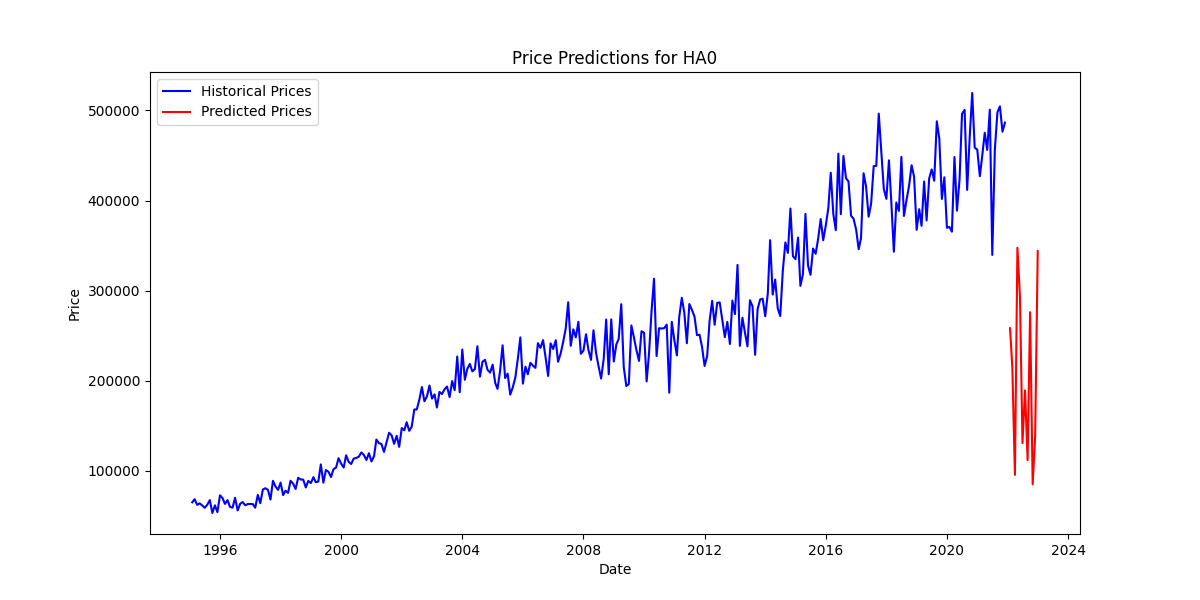 Price Predictions for HA0
Historical Prices
Predicted Prices
500000
400000
300000
200000
100000
Price
1996 2000 2004 2008 2012 2016 2020 2024
Date